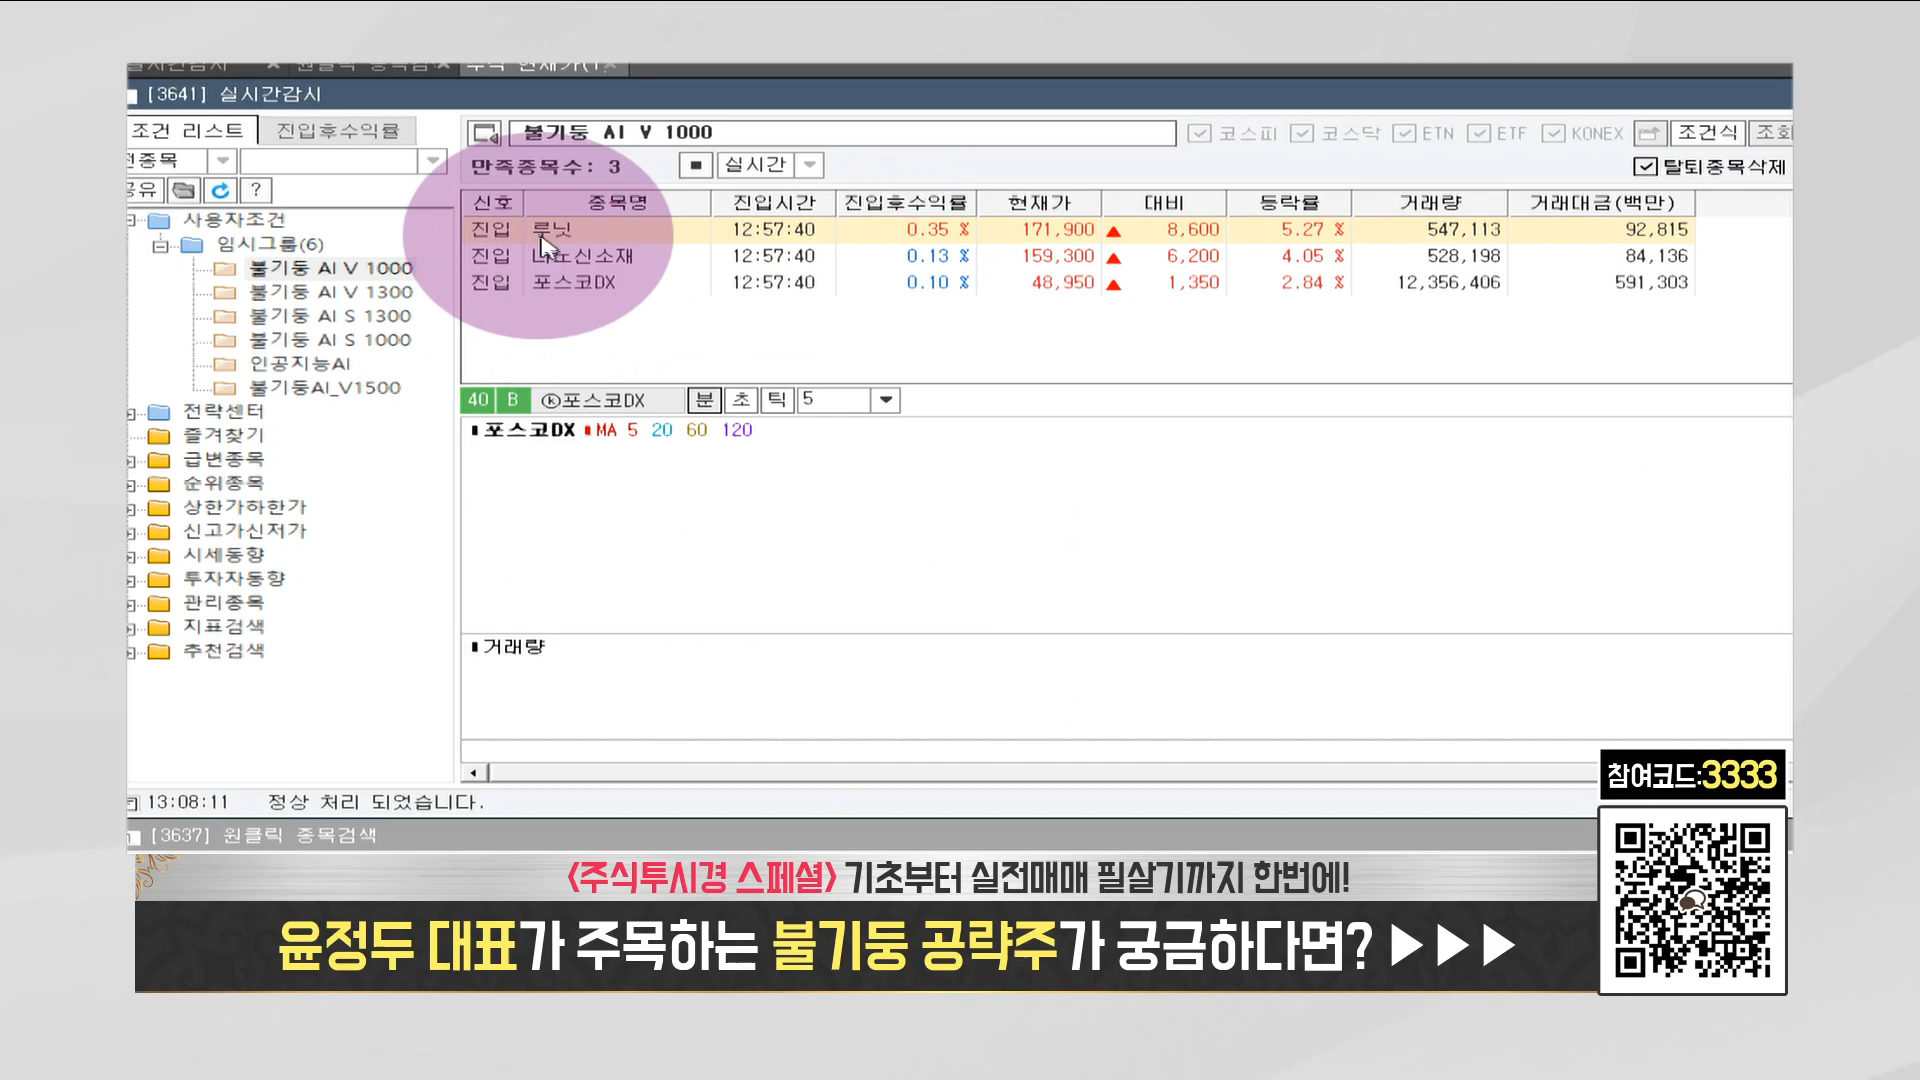 [3641] 실시간감시
조건 리스트 진입후수익률
불기둥 AI V 1000
코스피 코스닥 ETN ETF KONEX 조건식 조회
만족종목수: 3
실시간
탈퇴종목삭제
?
신호 종목명 진입시간 진입후수익률 현재가 대비 등락률 거래량 거래대금(백만)
진입 루닛 12:57:40 0.35 % 171,900 ▲ 8,600 5.27 % 547,113 92,815
진입 나노신소재 12:57:40 0.13 % 159,300 ▲ 6,200 4.05 % 528,198 84,136
진입 포스코DX 12:57:40 0.10 % 48,950 ▲ 1,350 2.84 % 12,356,406 591,303
사용자조건
임시그룹(6)
불기둥 AI V 1000
불기둥 AI V 1300
불기둥 AI S 1300
불기둥 AI S 1000
인공지능AI
불기둥AI_V1500
전략센터
즐겨찾기
급변종목
순위종목
상한가하한가
신고가신저가
시세동향
투자자동향
관리종목
지표검색
추천검색
40 B ⓚ포스코DX 분 초 틱 5
포스코DX MA 5 20 60 120
거래량
13:08:11 정상 처리 되었습니다.
[3637] 원클릭 종목검색
참여코드:3333
<주식투시경 스페셜> 기초부터 실전매매 필살기까지 한번에!
윤정두 대표가 주목하는 불기둥 공략주가 궁금하다면? ▶▶▶